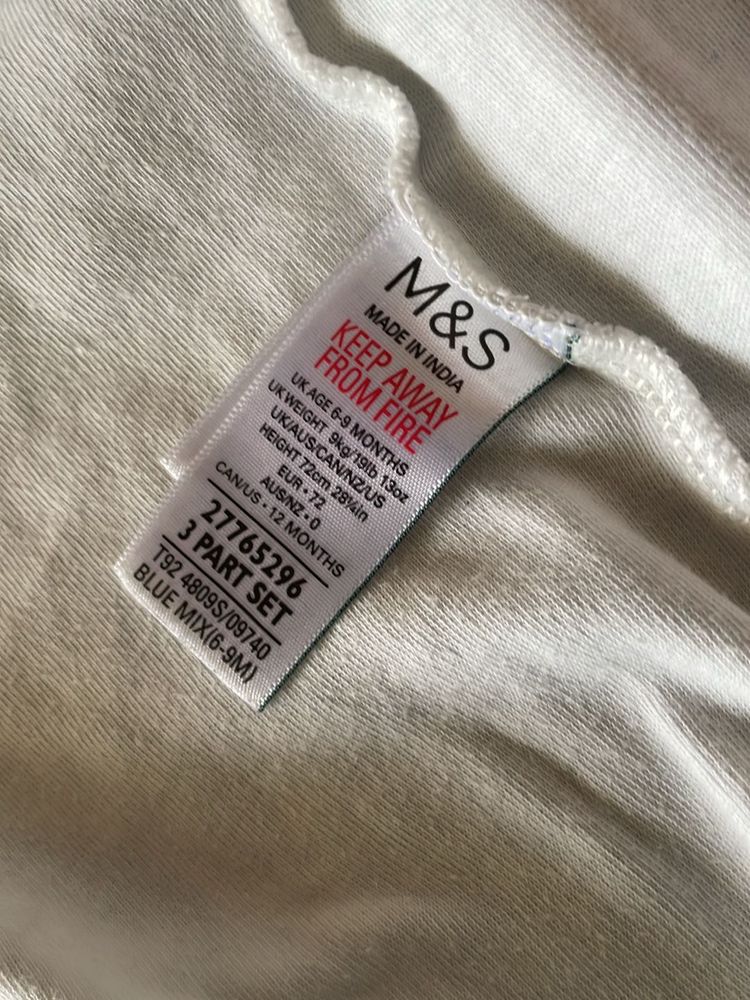 M&S
MADE IN INDIA
KEEP AWAY
FROM FIRE
UK AGE 6-9 MONTHS
UK WEIGHT 9kg/19lb 13oz
UK/AUS/CAN/NZ/US
HEIGHT 72cm 28¼in
EUR • 72
AUS/NZ • 0
CAN/US • 12 MONTHS
27765296
3 PART SET
T92 4809S/09740
BLUE MIX(6-9M)